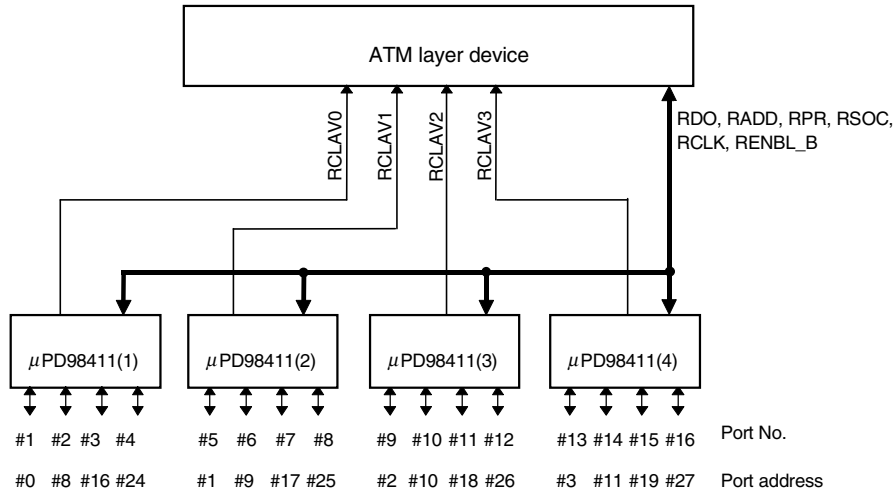 ATM layer device
RCLAV0
RCLAV1
RCLAV2
RCLAV3
RDO, RADD, RPR, RSOC,
RCLK, RENBL_B
μPD98411(1) μPD98411(2) μPD98411(3) μPD98411(4)
#1 #2 #3 #4 #5 #6 #7 #8 #9 #10 #11 #12 #13 #14 #15 #16 Port No.
#0 #8 #16 #24 #1 #9 #17 #25 #2 #10 #18 #26 #3 #11 #19 #27 Port address